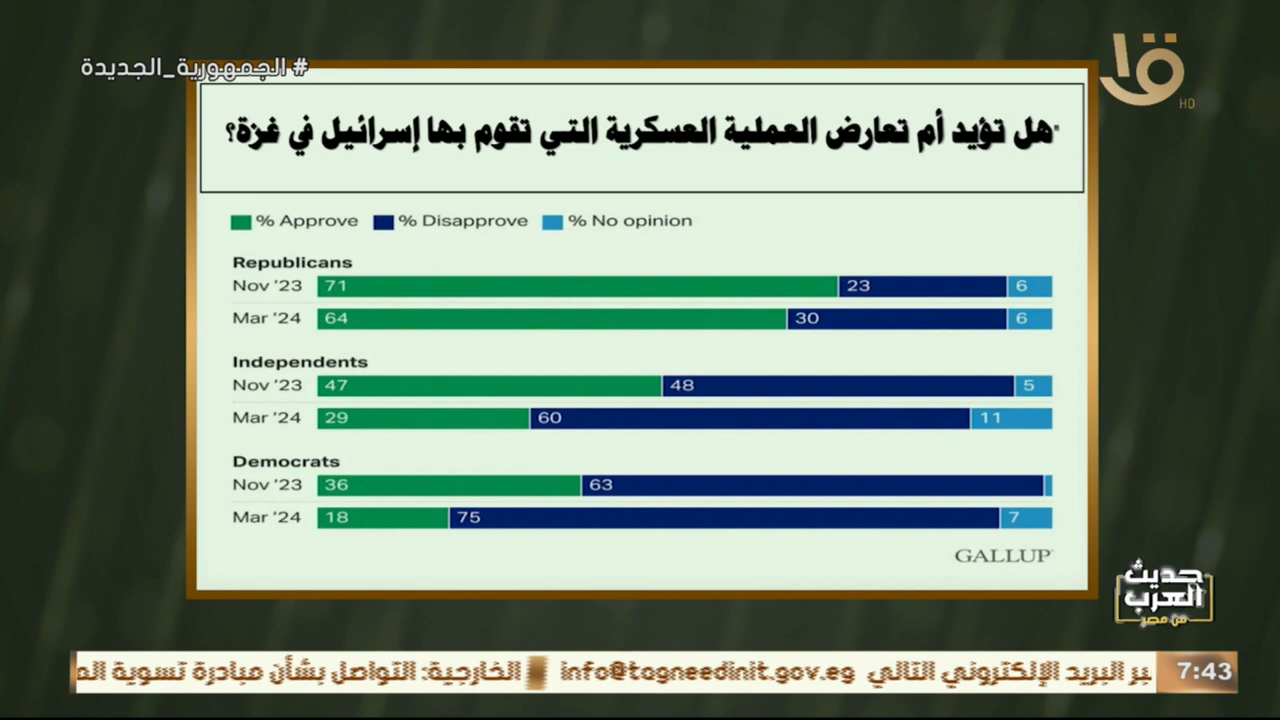 # الجمهورية_الجديدة
HD
هل تؤيد أم تعارض العملية العسكرية التي تقوم بها إسرائيل في غزة؟
% Approve % Disapprove % No opinion
Republicans
Nov '23 71 23 6
Mar '24 64 30 6
Independents
Nov '23 47 48 5
Mar '24 29 60 11
Democrats
Nov '23 36 63
Mar '24 18 75 7
GALLUP
حديث
العرب
من مصر
7:43 بر البريد الإلكتروني التالي info@togneedinit.gov.eg الخارجية: التواصل بشأن مبادرة تسوية الم